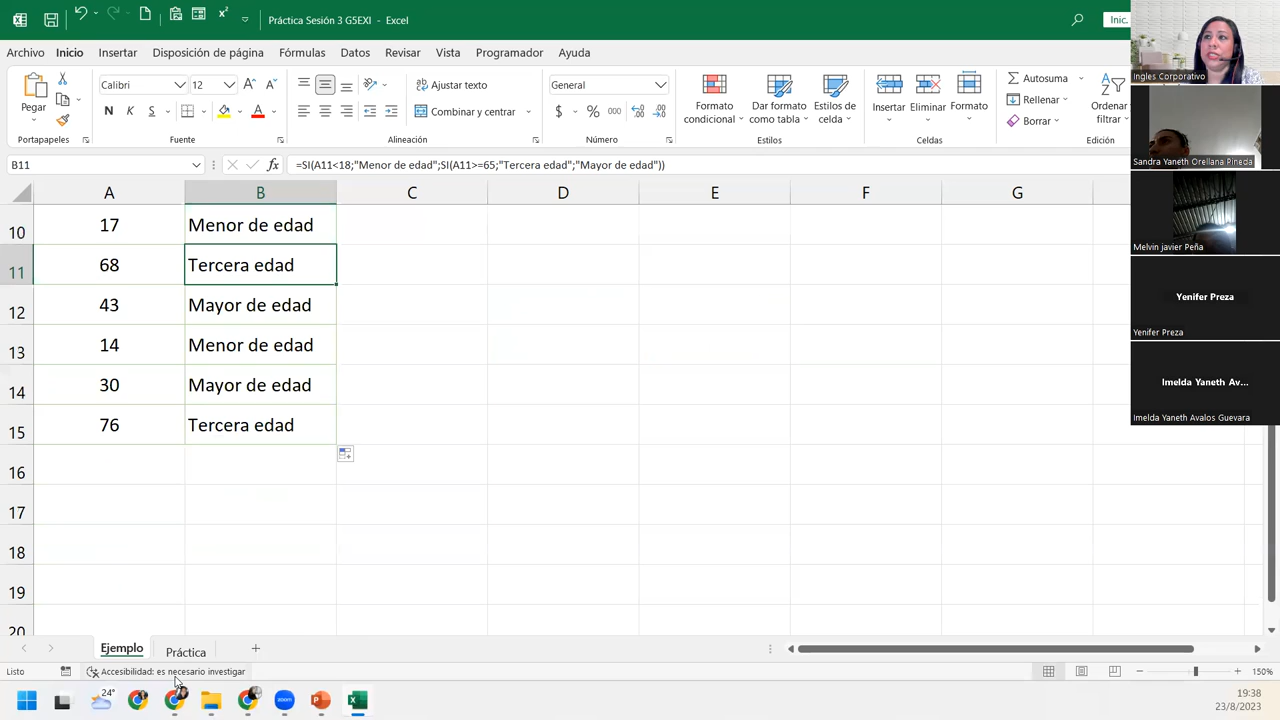 Práctica Sesión 3 G5EXI - Excel
Inic.
Archivo Inicio Insertar Disposición de página Fórmulas Datos Revisar Vista Programador Ayuda
Pegar
Calibri 12
N K S
Portapapeles
Fuente
Ajustar texto
Combinar y centrar
Alineación
General
$ % 000
Número
Formato condicional
Dar formato como tabla
Estilos de celda
Estilos
Insertar
Eliminar
Formato
Celdas
Autosuma
Rellenar
Borrar
Ordenar
filtrar
B11
fx =SI(A11<18;"Menor de edad";SI(A11>=65;"Tercera edad";"Mayor de edad"))
A B C D E F G
10 17 Menor de edad
11 68 Tercera edad
12 43 Mayor de edad
13 14 Menor de edad
14 30 Mayor de edad
15 76 Tercera edad
16
17
18
19
20
Ejemplo Práctica
Listo
Accesibilidad: es necesario investigar
150%
24°
zoom
19:38
23/8/2023
Ingles Corporativo
Sandra Yaneth Orellana Pineda
Melvin javier Peña
Yenifer Preza
Yenifer Preza
Imelda Yaneth Av...
Imelda Yaneth Avalos Guevara